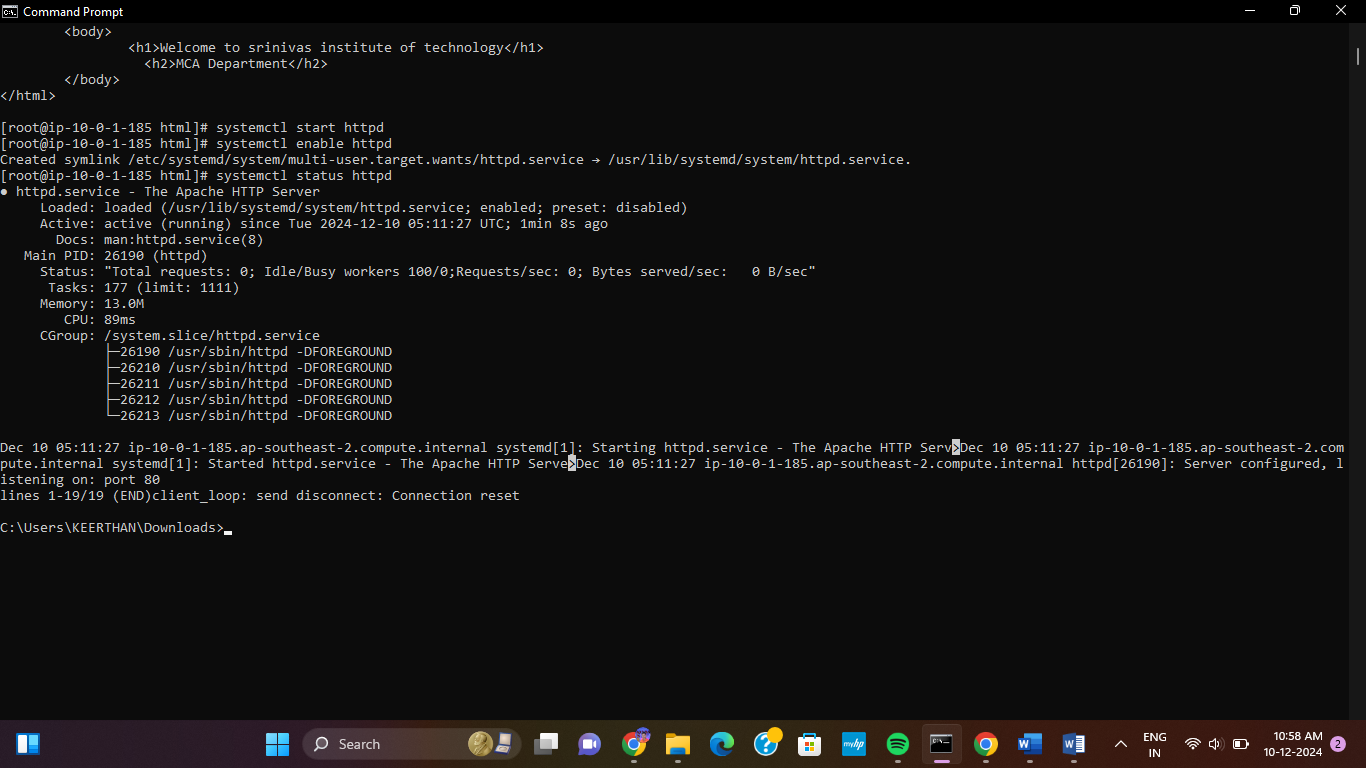 Command Prompt
<body>
<h1>Welcome to srinivas institute of technology</h1>
<h2>MCA Department</h2>
</body>
</html>
[root@ip-10-0-1-185 html]# systemctl start httpd
[root@ip-10-0-1-185 html]# systemctl enable httpd
Created symlink /etc/systemd/system/multi-user.target.wants/httpd.service → /usr/lib/systemd/system/httpd.service.
[root@ip-10-0-1-185 html]# systemctl status httpd
● httpd.service - The Apache HTTP Server
Loaded: loaded (/usr/lib/systemd/system/httpd.service; enabled; preset: disabled)
Active: active (running) since Tue 2024-12-10 05:11:27 UTC; 1min 8s ago
Docs: man:httpd.service(8)
Main PID: 26190 (httpd)
Status: "Total requests: 0; Idle/Busy workers 100/0;Requests/sec: 0; Bytes served/sec:   0 B/sec"
Tasks: 177 (limit: 1111)
Memory: 13.0M
CPU: 89ms
CGroup: /system.slice/httpd.service
├─26190 /usr/sbin/httpd -DFOREGROUND
├─26210 /usr/sbin/httpd -DFOREGROUND
├─26211 /usr/sbin/httpd -DFOREGROUND
├─26212 /usr/sbin/httpd -DFOREGROUND
└─26213 /usr/sbin/httpd -DFOREGROUND
Dec 10 05:11:27 ip-10-0-1-185.ap-southeast-2.compute.internal systemd[1]: Starting httpd.service - The Apache HTTP Serv>Dec 10 05:11:27 ip-10-0-1-185.ap-southeast-2.com
pute.internal systemd[1]: Started httpd.service - The Apache HTTP Serve>Dec 10 05:11:27 ip-10-0-1-185.ap-southeast-2.compute.internal httpd[26190]: Server configured, l
istening on: port 80
lines 1-19/19 (END)client_loop: send disconnect: Connection reset
C:\Users\KEERTHAN\Downloads>
Search
myhp
ENG
IN
10:58 AM
10-12-2024
2